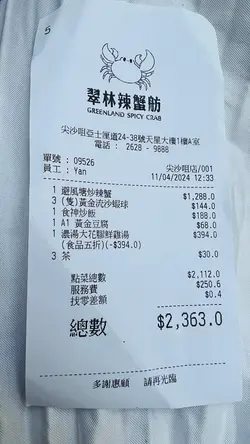 5
翠林辣蟹舫
GREENLAND SPICY CRAB
尖沙咀亞士厘道24-38號天星大樓1樓A室
電話 : 2628 - 9888
單號 : 09526 尖沙咀店/001
員工 : Yan 11/04/2024 12:33
1 避風塘炒辣蟹 $1,288.0
3 (隻)黃金流沙蝦球 $144.0
1 食神炒飯 $188.0
1 A1 黃金豆腐 $68.0
1 濃湯大花膠鮮雞湯 $394.0
(食品五折)(-$394.0)
3 茶 $30.0
點菜總數 $2,112.0
服務費 $250.6
找零差額 $0.4
總數 $2,363.0
多謝惠顧 請再光臨